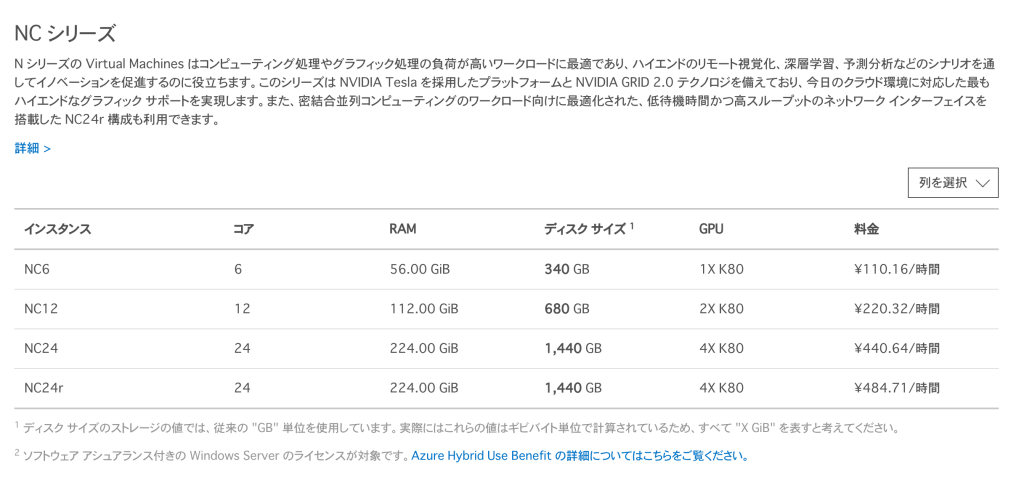 NC シリーズ
N シリーズの Virtual Machines はコンピューティング処理やグラフィック処理の負荷が高いワークロードに最適であり、ハイエンドのリモート視覚化、深層学習、予測分析などのシナリオを通
してイノベーションを促進するのに役立ちます。このシリーズは NVIDIA Tesla を採用したプラットフォームと NVIDIA GRID 2.0 テクノロジを備えており、今日のクラウド環境に対応した最も
ハイエンドなグラフィック サポートを実現します。また、密結合並列コンピューティングのワークロード向けに最適化された、低待機時間かつ高スループットのネットワーク インターフェイスを
搭載した NC24r 構成も利用できます。
詳細 >
列を選択
インスタンス コア RAM ディスク サイズ 1 GPU 料金
NC6 6 56.00 GiB 340 GB 1X K80 ¥110.16/時間
NC12 12 112.00 GiB 680 GB 2X K80 ¥220.32/時間
NC24 24 224.00 GiB 1,440 GB 4X K80 ¥440.64/時間
NC24r 24 224.00 GiB 1,440 GB 4X K80 ¥484.71/時間
1 ディスク サイズのストレージの値では、従来の "GB" 単位を使用しています。実際にはこれらの値はギビバイト単位で計算されているため、すべて "X GiB" を表すと考えてください。
2 ソフトウェア アシュアランス付きの Windows Server のライセンスが対象です。Azure Hybrid Use Benefit の詳細についてはこちらをご覧ください。